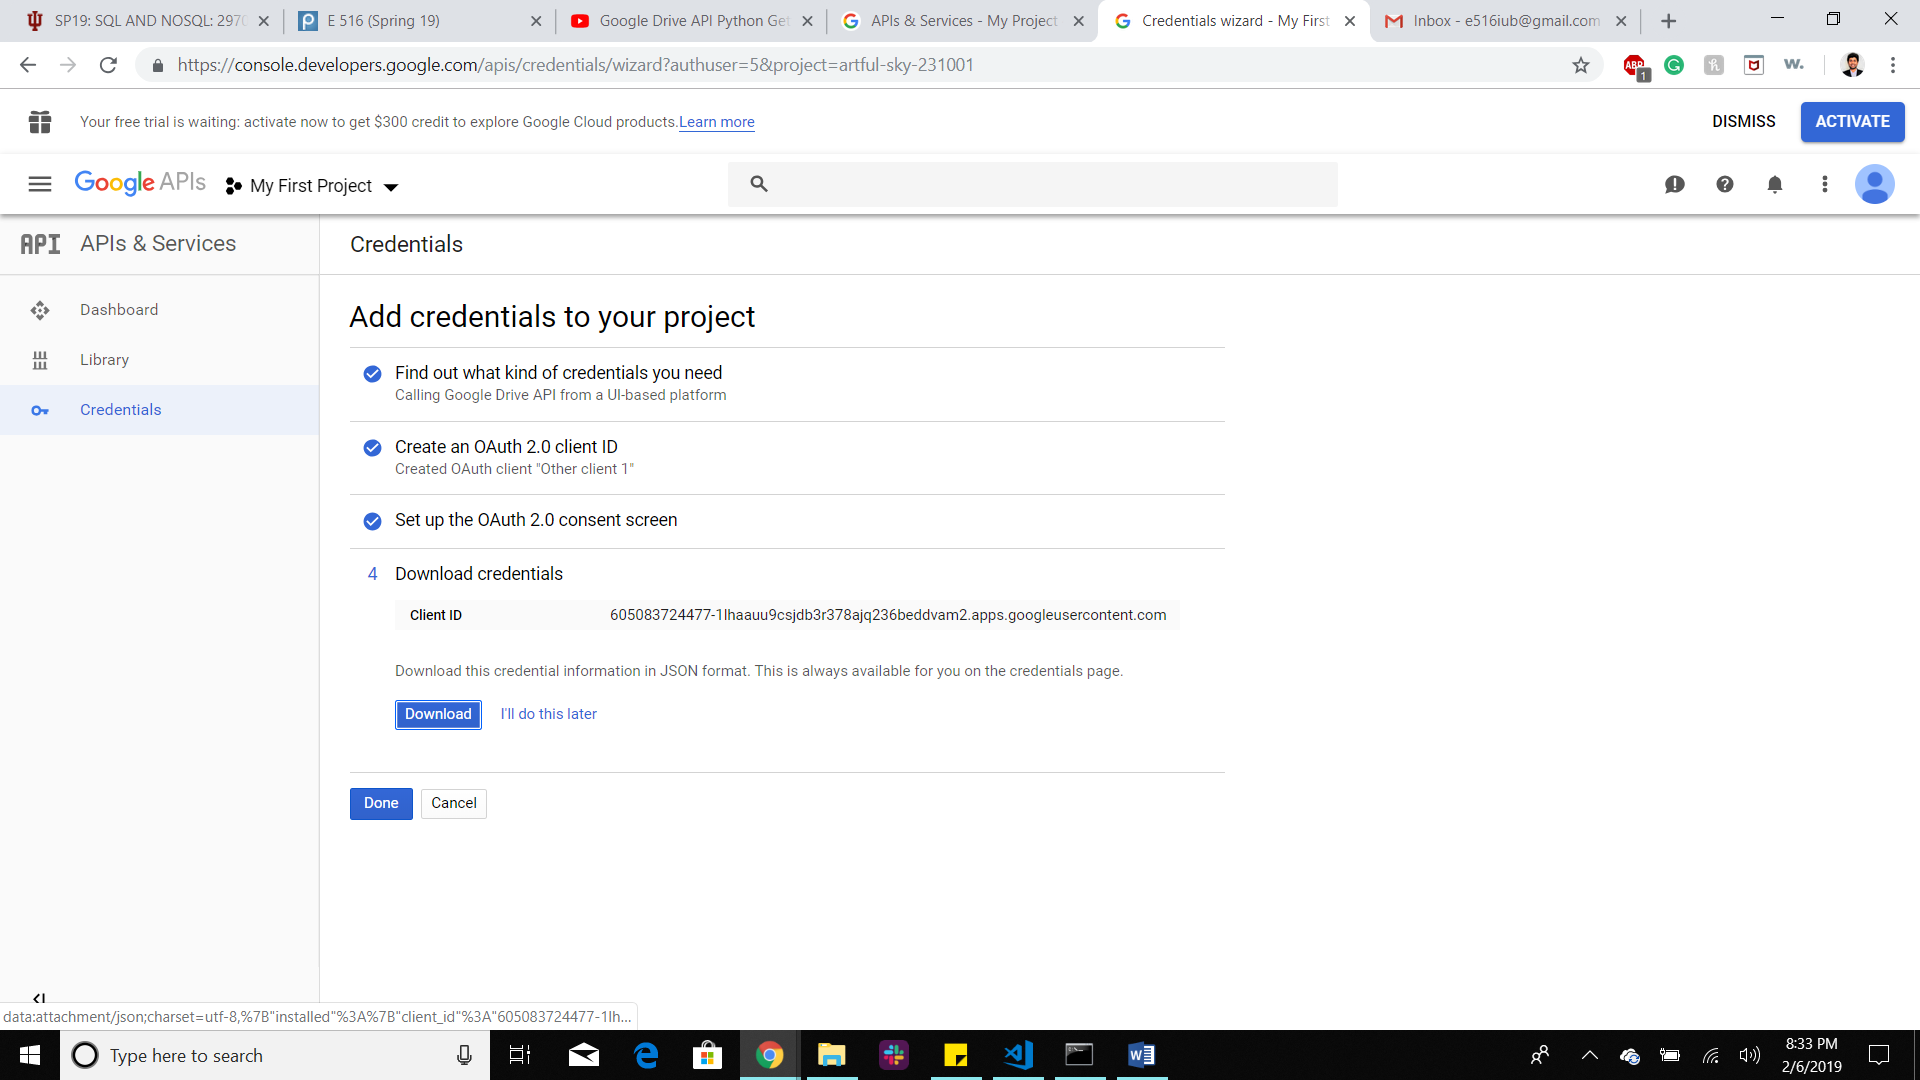 SP19: SQL AND NOSQL: 2970
E 516 (Spring 19)
Google Drive API Python Get
APIs & Services - My Project
Credentials wizard - My First
Inbox - e516iub@gmail.com
https://console.developers.google.com/apis/credentials/wizard?authuser=5&project=artful-sky-231001
ABP
1
w.
Your free trial is waiting: activate now to get $300 credit to explore Google Cloud products. Learn more
DISMISS
ACTIVATE
Google APIs
My First Project
API APIs & Services
Credentials
Dashboard
Library
Credentials
Add credentials to your project
Find out what kind of credentials you need
Calling Google Drive API from a UI-based platform
Create an OAuth 2.0 client ID
Created OAuth client "Other client 1"
Set up the OAuth 2.0 consent screen
4 Download credentials
Client ID 605083724477-1lhaauu9csjdb3r378ajq236beddvam2.apps.googleusercontent.com
Download this credential information in JSON format. This is always available for you on the credentials page.
Download I'll do this later
Done Cancel
data:attachment/json;charset=utf-8,%7B"installed"%3A%7B"client_id"%3A"605083724477-1lh...
Type here to search
8:33 PM
2/6/2019